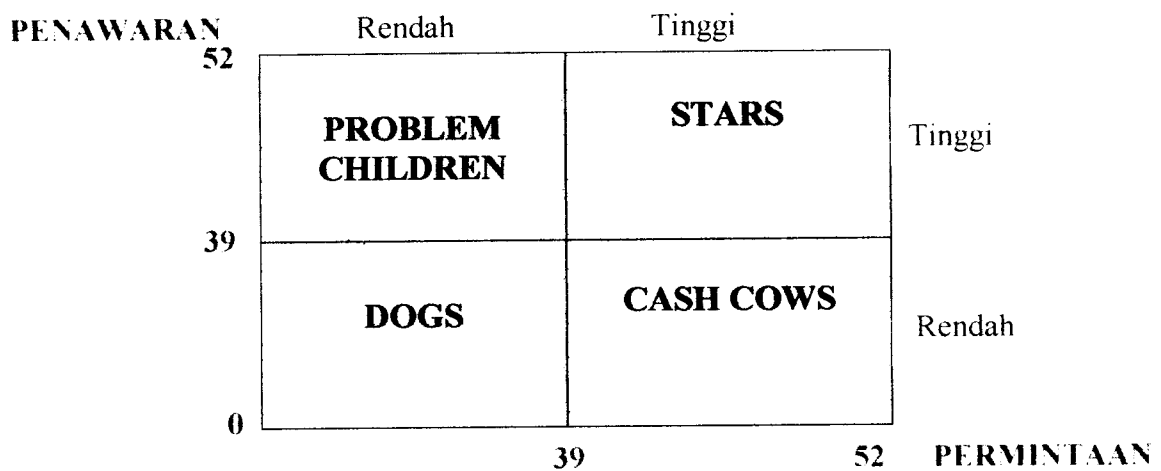 PENAWARAN Rendah Tinggi
52
PROBLEM
CHILDREN
STARS
Tinggi
39
DOGS
CASH COWS
Rendah
0
39 52 PERMINTAAN